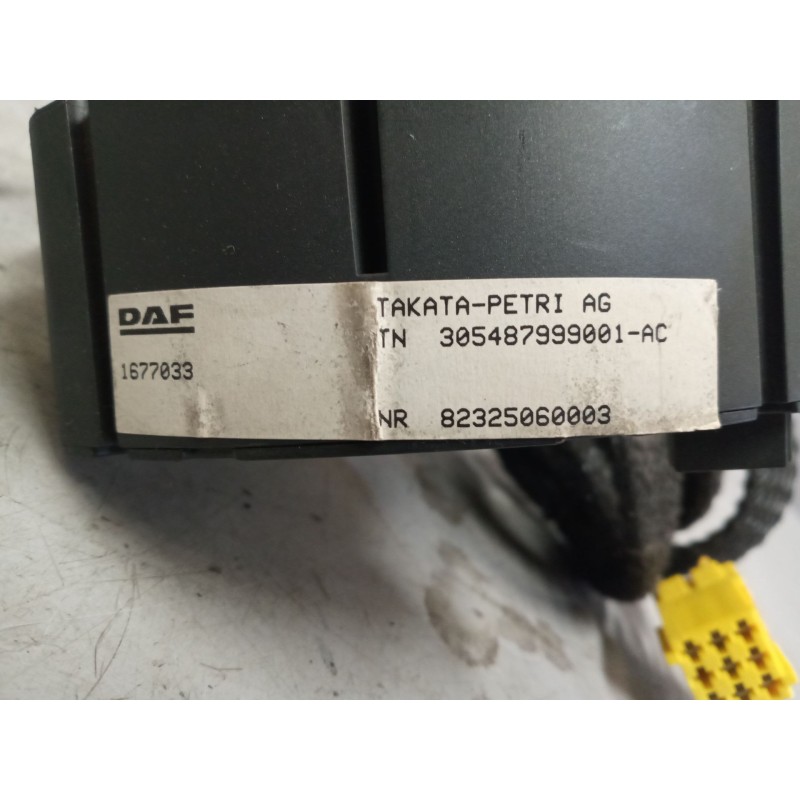 DAF
1677033
TAKATA-PETRI AG
TN 305487999001-AC
NR 82325060003